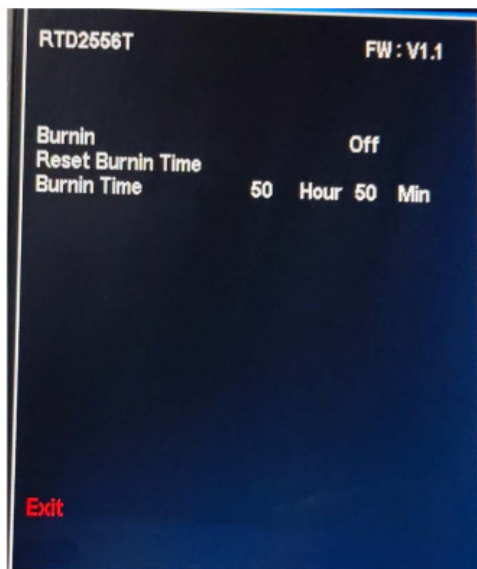 RTD2556T FW : V1.1
Burnin Off
Reset Burnin Time
Burnin Time 50 Hour 50 Min
Exit